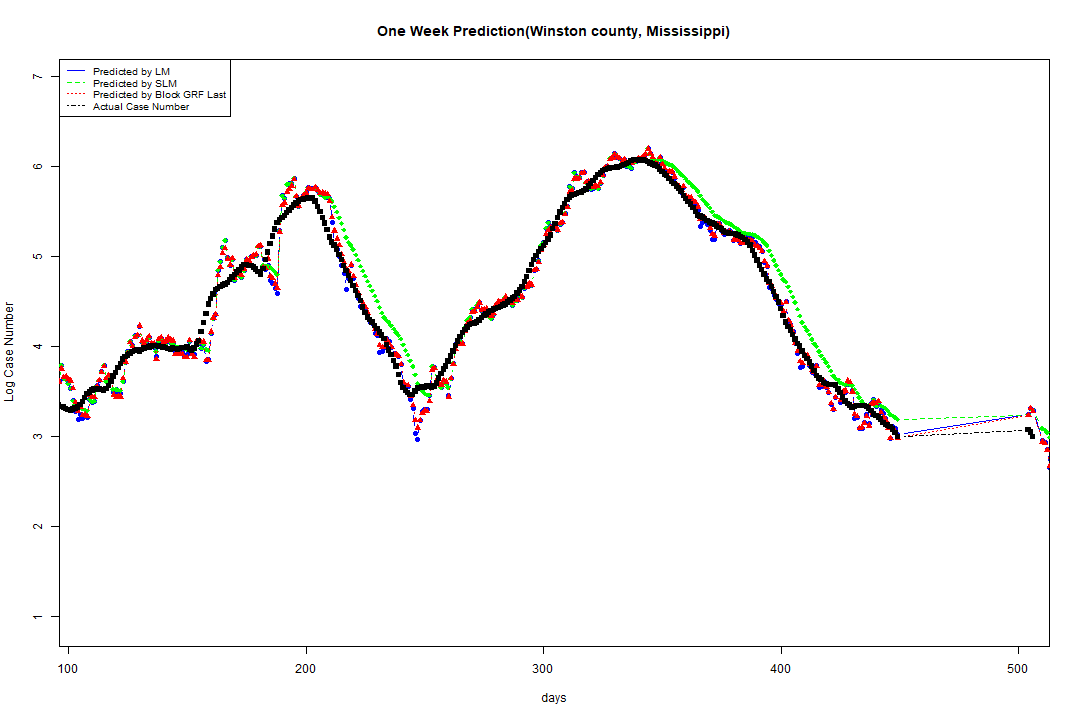 One Week Prediction(Winston county, Mississippi)
Predicted by LM
Predicted by SLM
Predicted by Block GRF Last
Actual Case Number
7
6
5
4
3
2
1
Log Case Number
100 200 300 400 500
days